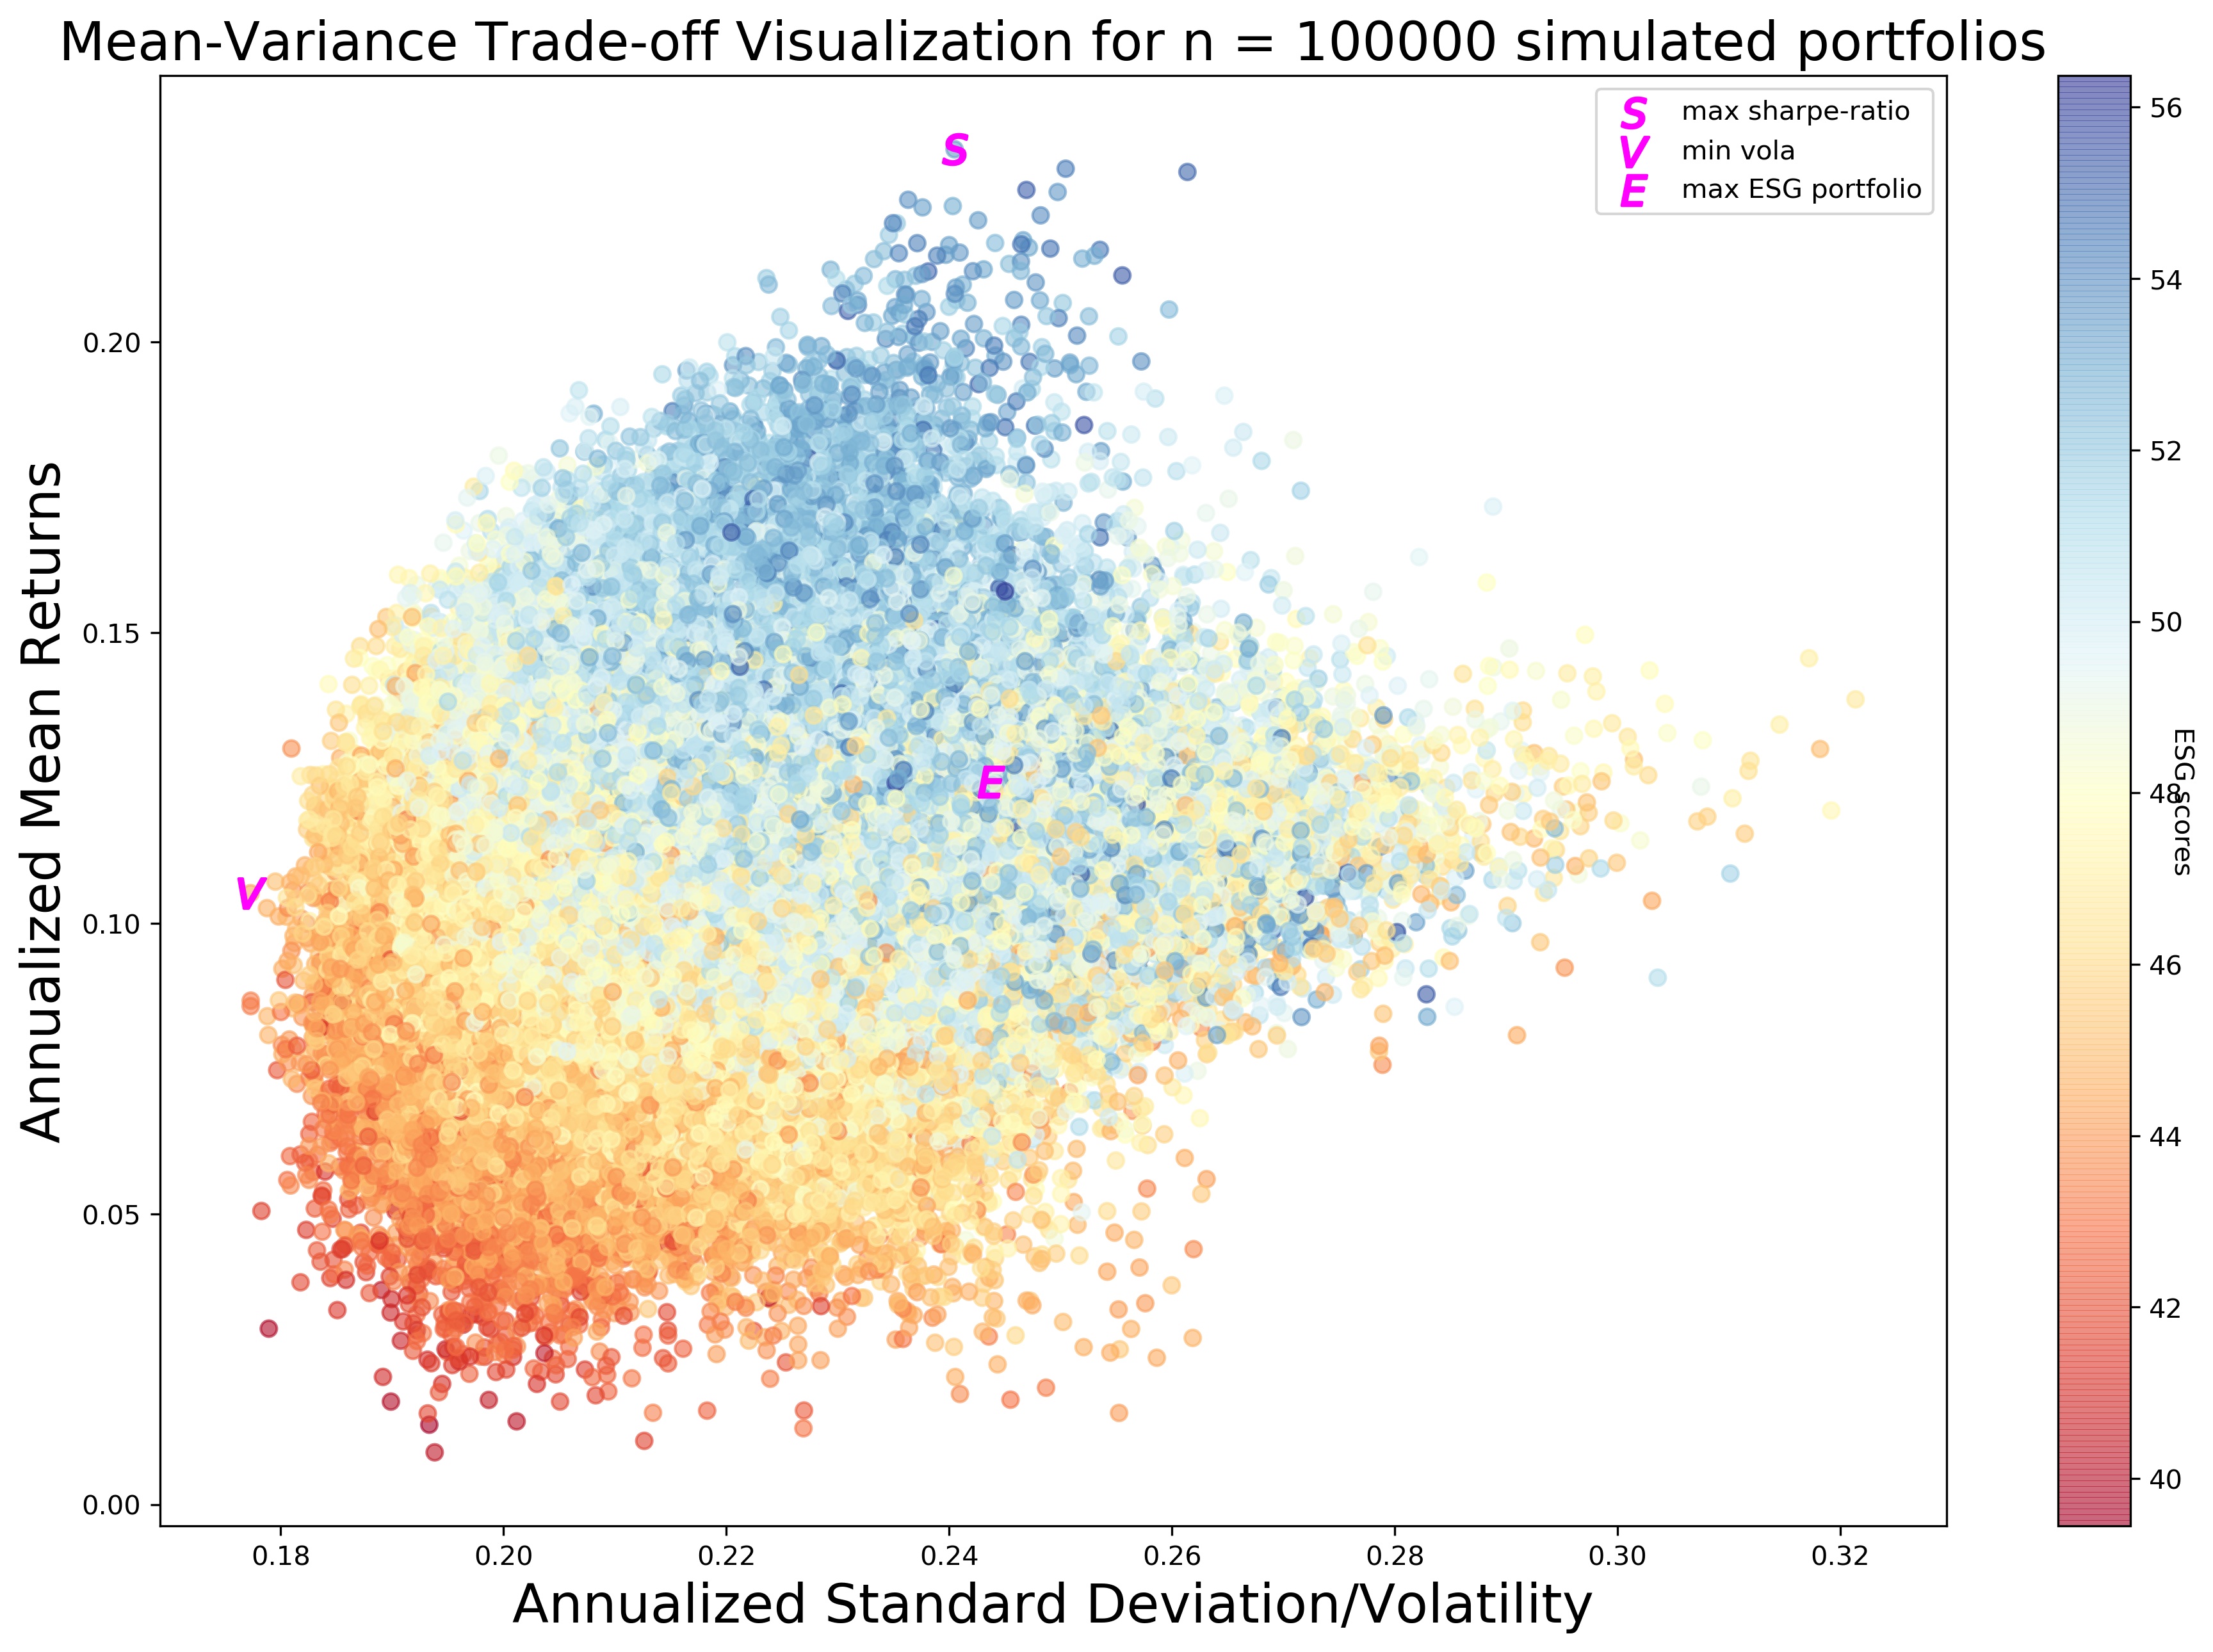 Mean-Variance Trade-off Visualization for n = 100000 simulated portfolios
S max sharpe-ratio
V min vola
E max ESG portfolio
S
E
V
Annualized Mean Returns
0.20
0.15
0.10
0.05
0.00
0.18 0.20 0.22 0.24 0.26 0.28 0.30 0.32
Annualized Standard Deviation/Volatility
56
54
52
50
48
46
44
42
40
ESG scores